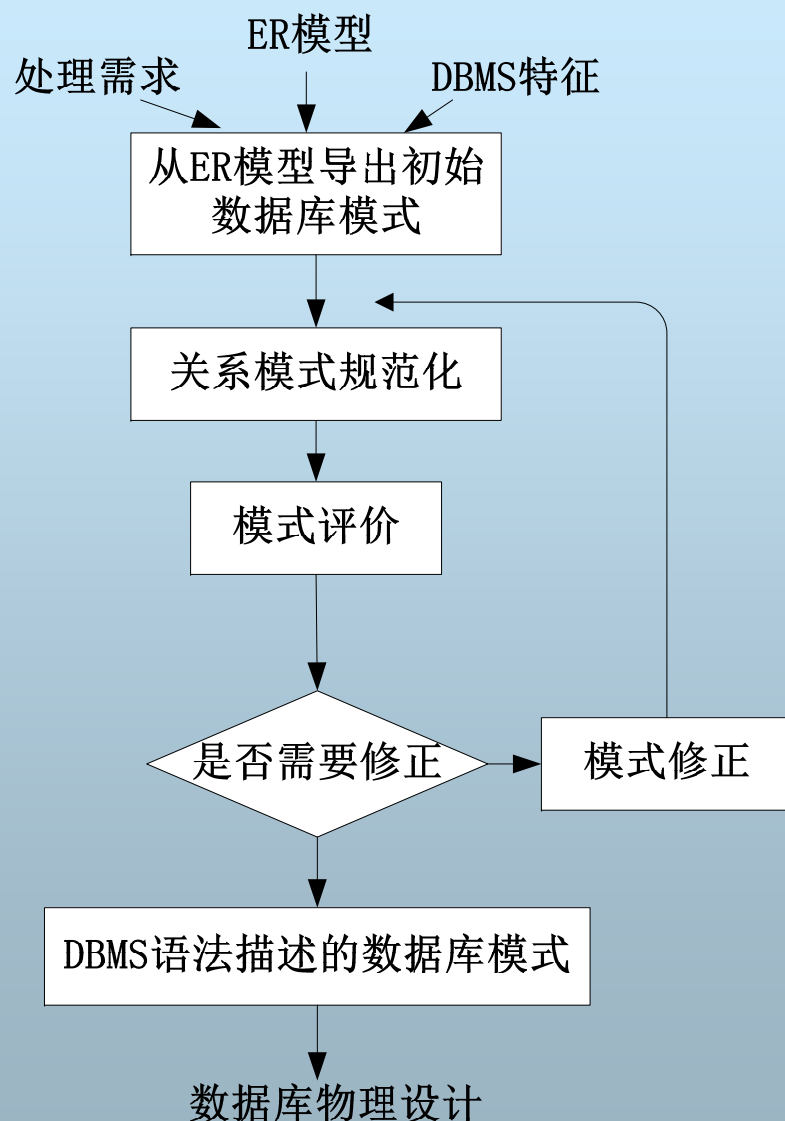 ER模型
处理需求
DBMS特征
从ER模型导出初始
数据库模式
关系模式规范化
模式评价
是否需要修正
模式修正
DBMS语法描述的数据库模式
数据库物理设计